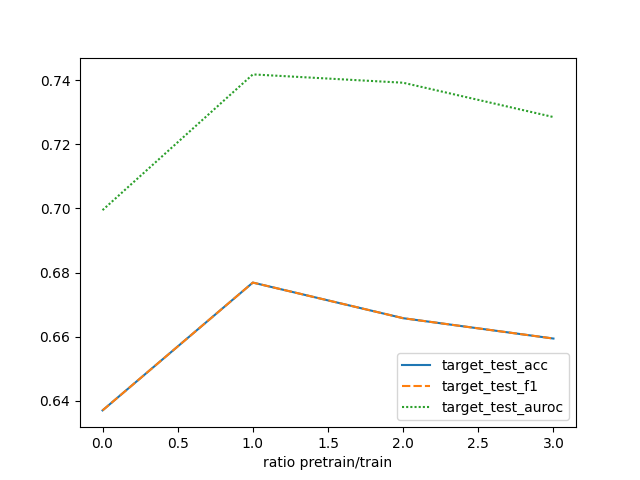 0.74
0.72
0.70
0.68
0.66
0.64
target_test_acc
target_test_f1
target_test_auroc
0.0 0.5 1.0 1.5 2.0 2.5 3.0
ratio pretrain/train